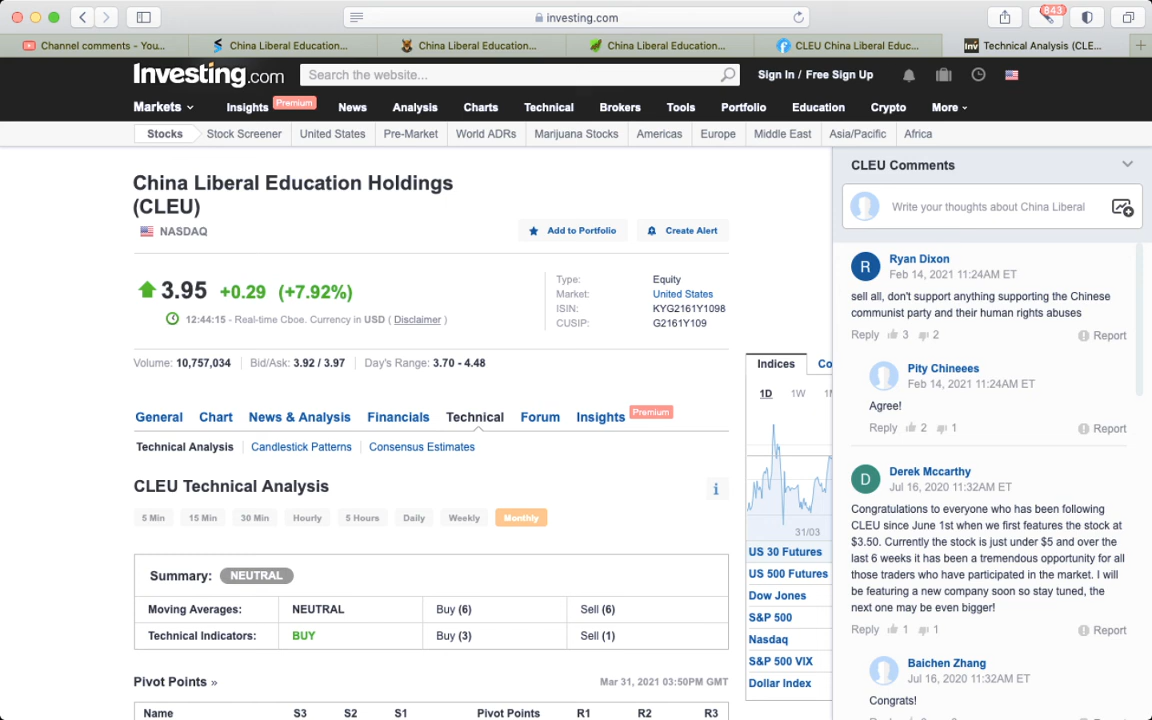 investing.com
843
Channel comments - You...
China Liberal Education...
China Liberal Education...
China Liberal Education...
CLEU China Liberal Educ...
Inv Technical Analysis (CLE...
Investing.com
Search the website...
Sign In / Free Sign Up
Markets
Insights Premium
News
Analysis
Charts
Technical
Brokers
Tools
Portfolio
Education
Crypto
More
Stocks
Stock Screener
United States
Pre-Market
World ADRs
Marijuana Stocks
Americas
Europe
Middle East
Asia/Pacific
Africa
China Liberal Education Holdings
(CLEU)
NASDAQ
Add to Portfolio
Create Alert
3.95 +0.29 (+7.92%)
12:44:15 - Real-time Cboe. Currency in USD ( Disclaimer )
Type: Equity
Market: United States
ISIN: KYG2161Y1098
CUSIP: G2161Y109
Volume: 10,757,034
Bid/Ask: 3.92 / 3.97
Day's Range: 3.70 - 4.48
General
Chart
News & Analysis
Financials
Technical
Forum
Insights Premium
Technical Analysis
Candlestick Patterns
Consensus Estimates
CLEU Technical Analysis
i
5 Min
15 Min
30 Min
Hourly
5 Hours
Daily
Weekly
Monthly
Summary: NEUTRAL
Moving Averages: NEUTRAL Buy (6) Sell (6)
Technical Indicators: BUY Buy (3) Sell (1)
Pivot Points »
Mar 31, 2021 03:50PM GMT
Name S3 S2 S1 Pivot Points R1 R2 R3
Indices
Co
1D 1W 1
31/03
US 30 Futures
US 500 Futures
Dow Jones
S&P 500
Nasdaq
S&P 500 VIX
Dollar Index
CLEU Comments
Write your thoughts about China Liberal
R
Ryan Dixon
Feb 14, 2021 11:24AM ET
sell all, don't support anything supporting the Chinese
communist party and their human rights abuses
Reply 3 2 Report
Pity Chineees
Feb 14, 2021 11:24AM ET
Agree!
Reply 2 1 Report
D
Derek Mccarthy
Jul 16, 2020 11:32AM ET
Congratulations to everyone who has been following
CLEU since June 1st when we first features the stock at
$3.50. Currently the stock is just under $5 and over the
last 6 weeks it has been a tremendous opportunity for all
those traders who have participated in the market. I will
be featuring a new company soon so stay tuned, the
next one may be even bigger!
Reply 1 1 Report
Baichen Zhang
Jul 16, 2020 11:32AM ET
Congrats!